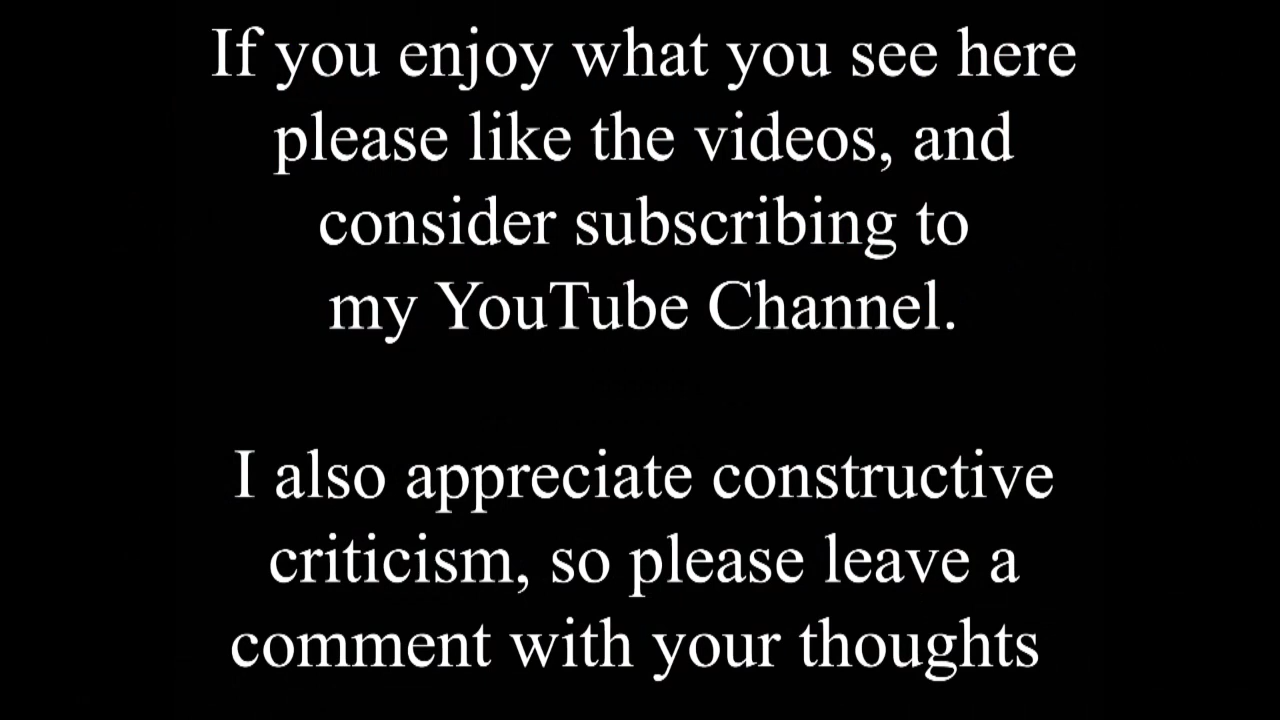 If you enjoy what you see here
please like the videos, and
consider subscribing to
my YouTube Channel.
I also appreciate constructive
criticism, so please leave a
comment with your thoughts